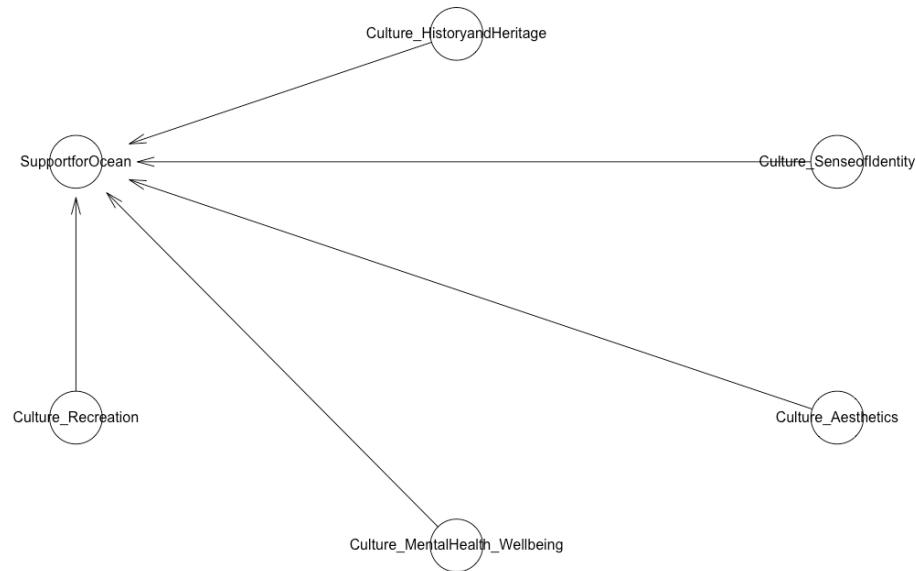 Culture_HistoryandHeritage
SupportforOcean
Culture_SenseofIdentity
Culture_Recreation
Culture_Aesthetics
Culture_MentalHealth_Wellbeing